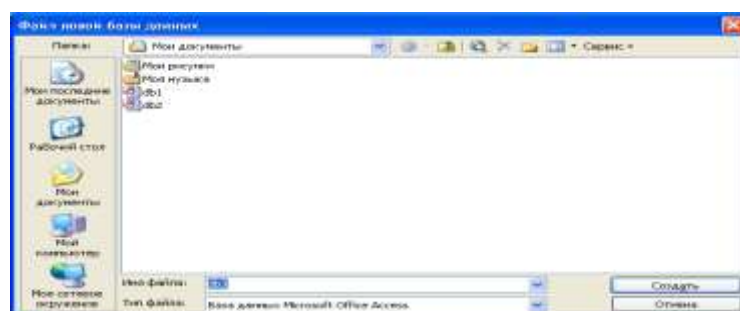 Файл новой базы данных
Папка:
Мои документы
Сервис
Мои рисунки
Моя музыка
db1
db2
Мои последние документы
Рабочий стол
Мои документы
Мой компьютер
Мое сетевое окружение
Имя файла:
Создать
Тип файла:
База данных Microsoft Office Access
Отмена